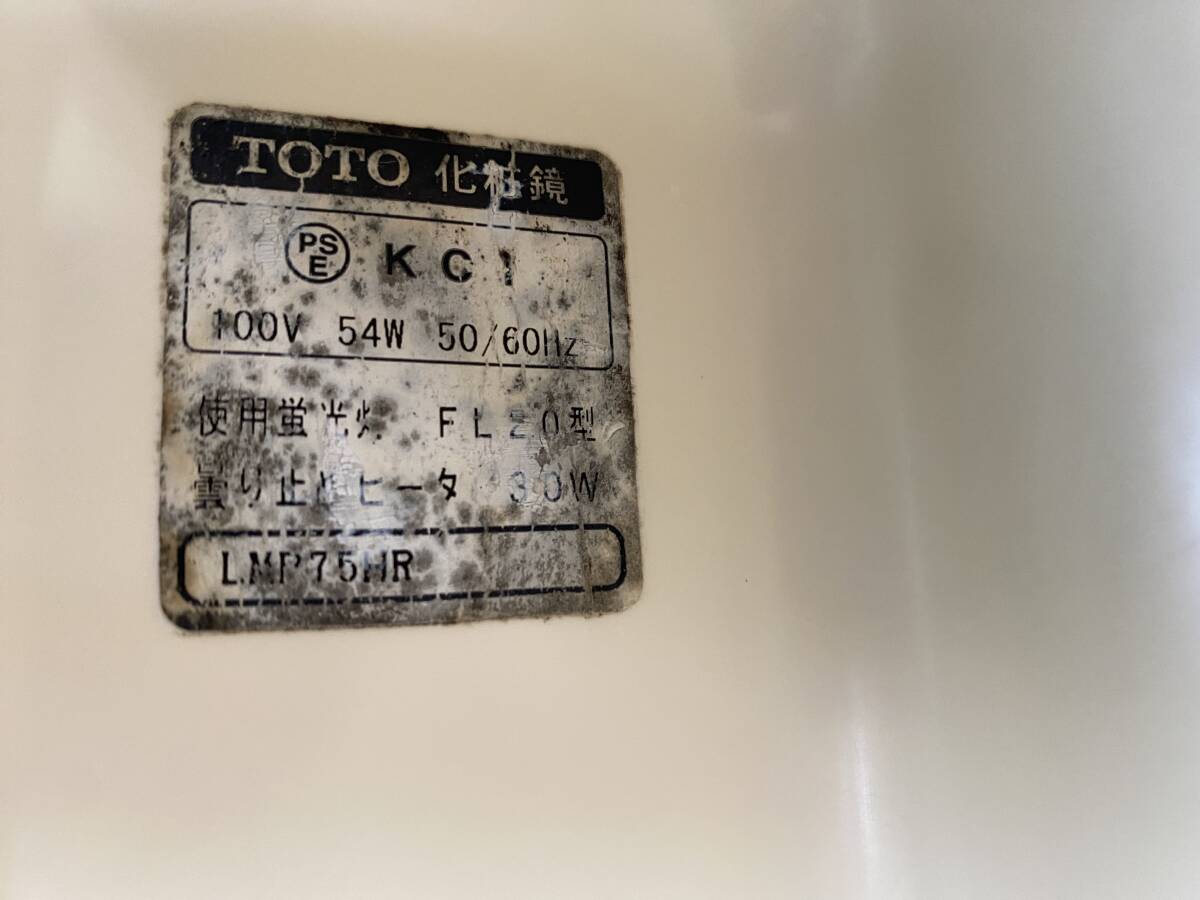 TOTO 化粧鏡
PSE KCI
100V 54W 50/60Hz
使用蛍光灯 FL20型
曇り止めヒータ 30W
LMP75HR